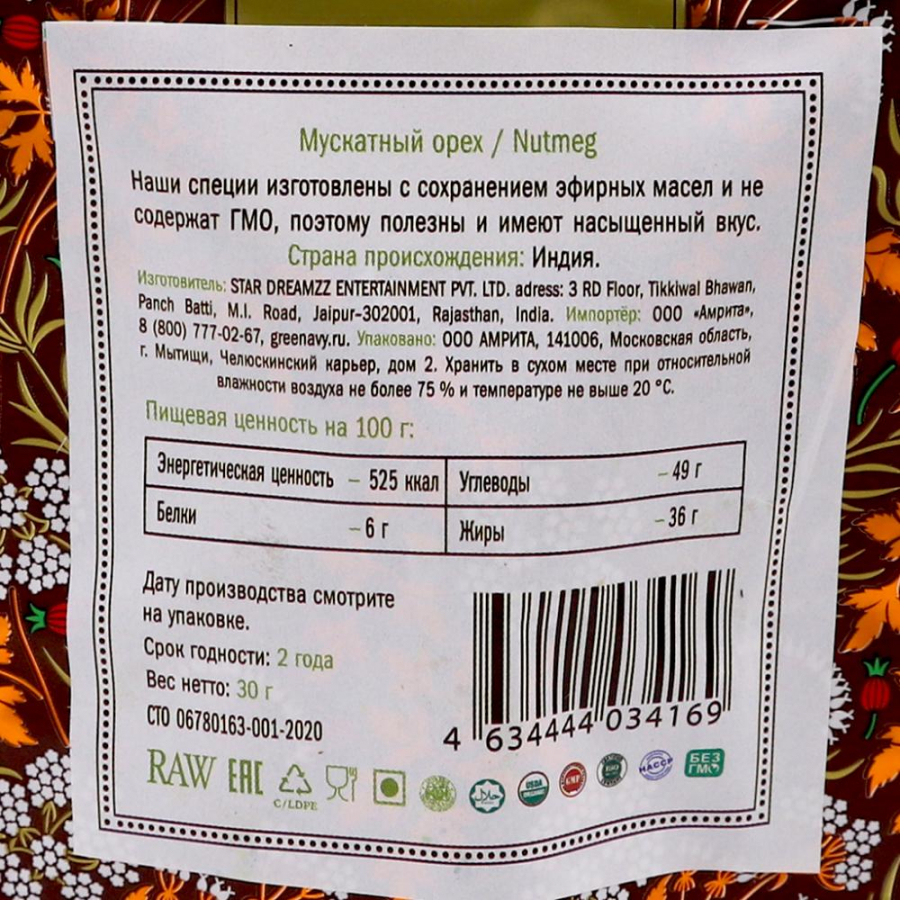 Мускатный орех / Nutmeg
Наши специи изготовлены с сохранением эфирных масел и не
содержат ГМО, поэтому полезны и имеют насыщенный вкус.
Страна происхождения: Индия.
Изготовитель: STAR DREAMZZ ENTERTAINMENT PVT. LTD. adress: 3 RD Floor, Tikkiwal Bhawan,
Panch Batti, M.I. Road, Jaipur-302001, Rajasthan, India. Импортёр: ООО «Амрита»,
8 (800) 777-02-67, greenavy.ru. Упаковано: ООО АМРИТА, 141006, Московская область,
г. Мытищи, Челюскинский карьер, дом 2. Хранить в сухом месте при относительной
влажности воздуха не более 75 % и температуре не выше 20 °С.
Пищевая ценность на 100 г:
Энергетическая ценность – 525 ккал Углеводы – 49 г
Белки – 6 г Жиры – 36 г
Дату производства смотрите
на упаковке.
Срок годности: 2 года
Вес нетто: 30 г
СТО 06780163-001-2020
4 634444 034169
RAW EAC
C/LDPE
USDA
ORGANIC
GMP
HACCP
БЕЗ
ГМО